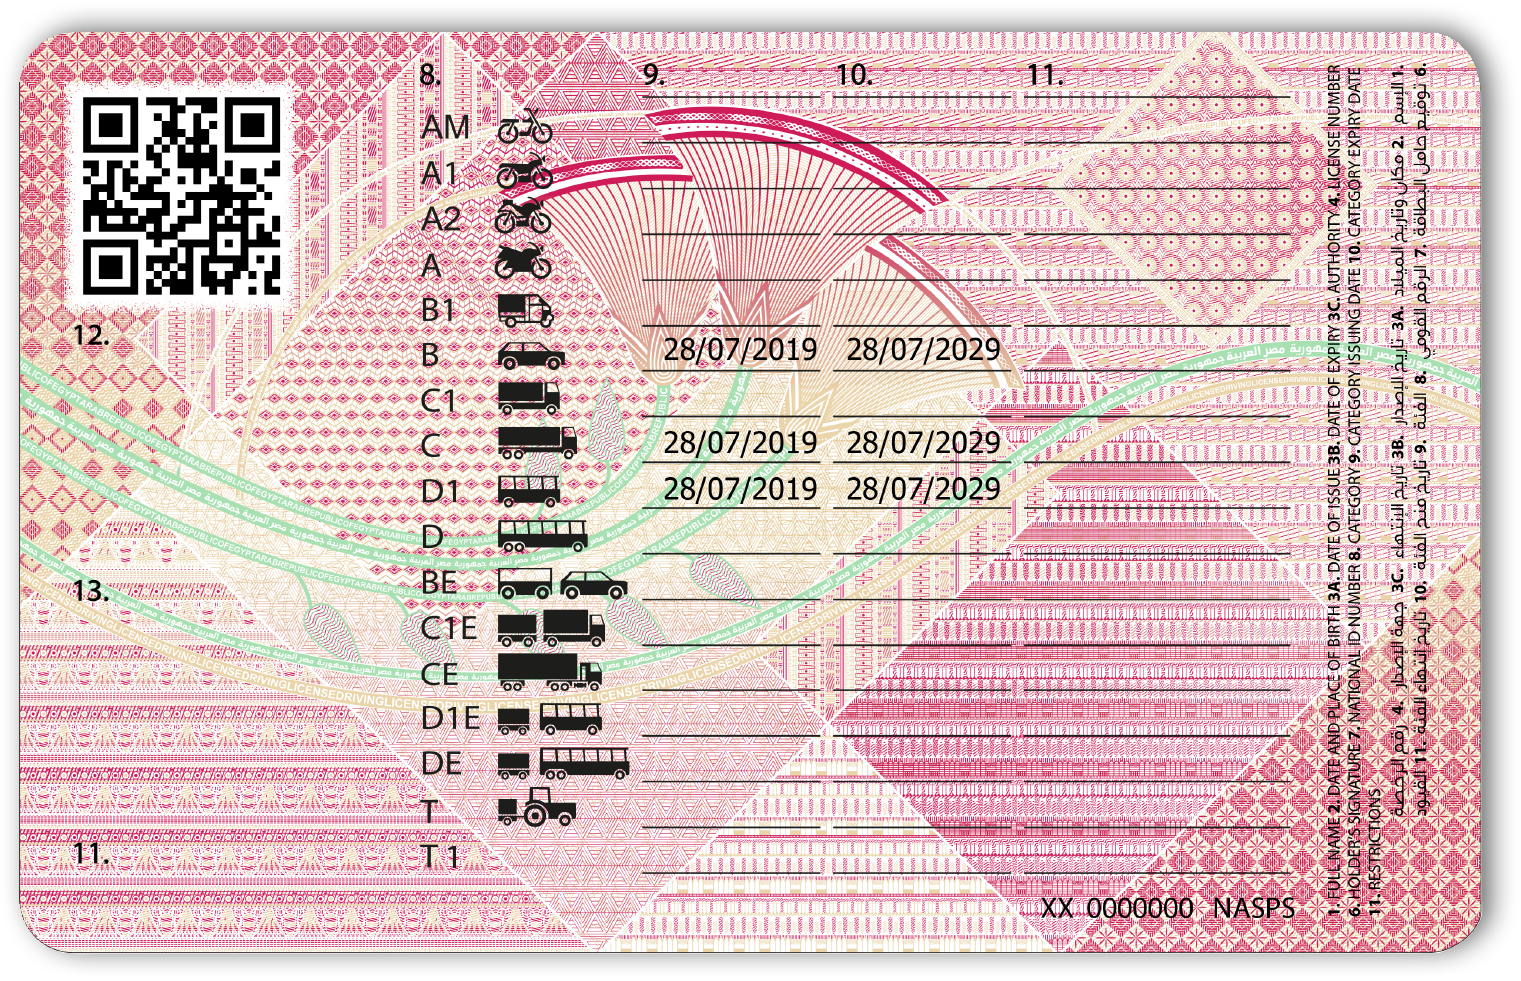 8. 9. 10. 11.
AM
A1
A2
A
B1
B 28/07/2019 28/07/2029
C1
C 28/07/2019 28/07/2029
D1 28/07/2019 28/07/2029
D
BE
C1E
CE
D1E
DE
T
T1
12.
13.
11.
XX 0000000 NASPS
1. FULLNAME 2. DATE AND PLACE OF BIRTH 3A. DATE OF ISSUE 3B. DATE OF EXPIRY 3C. AUTHORITY 4. LICENSE NUMBER
6. HOLDER'S SIGNATURE 7. NATIONAL ID NUMBER 8. CATEGORY 9. CATEGORY ISSUING DATE 10. CATEGORY EXPIRY DATE
11. RESTRICTIONS
1. الإسم 2. مكان وتاريخ الميلاد 3A. تاريخ الإصدار 3B. تاريخ الإنتهاء 3C. جهة الإصدار 4. رقم الرخصة
6. توقيع حامل البطاقة 7. الرقم القومي 8. الفئة 9. تاريخ منح الفئة 10. تاريخ انتهاء الفئة 11. القيود
ARABREPUBLICOFEGYPT
جمهورية مصر العربية
DRIVINGLICENSE